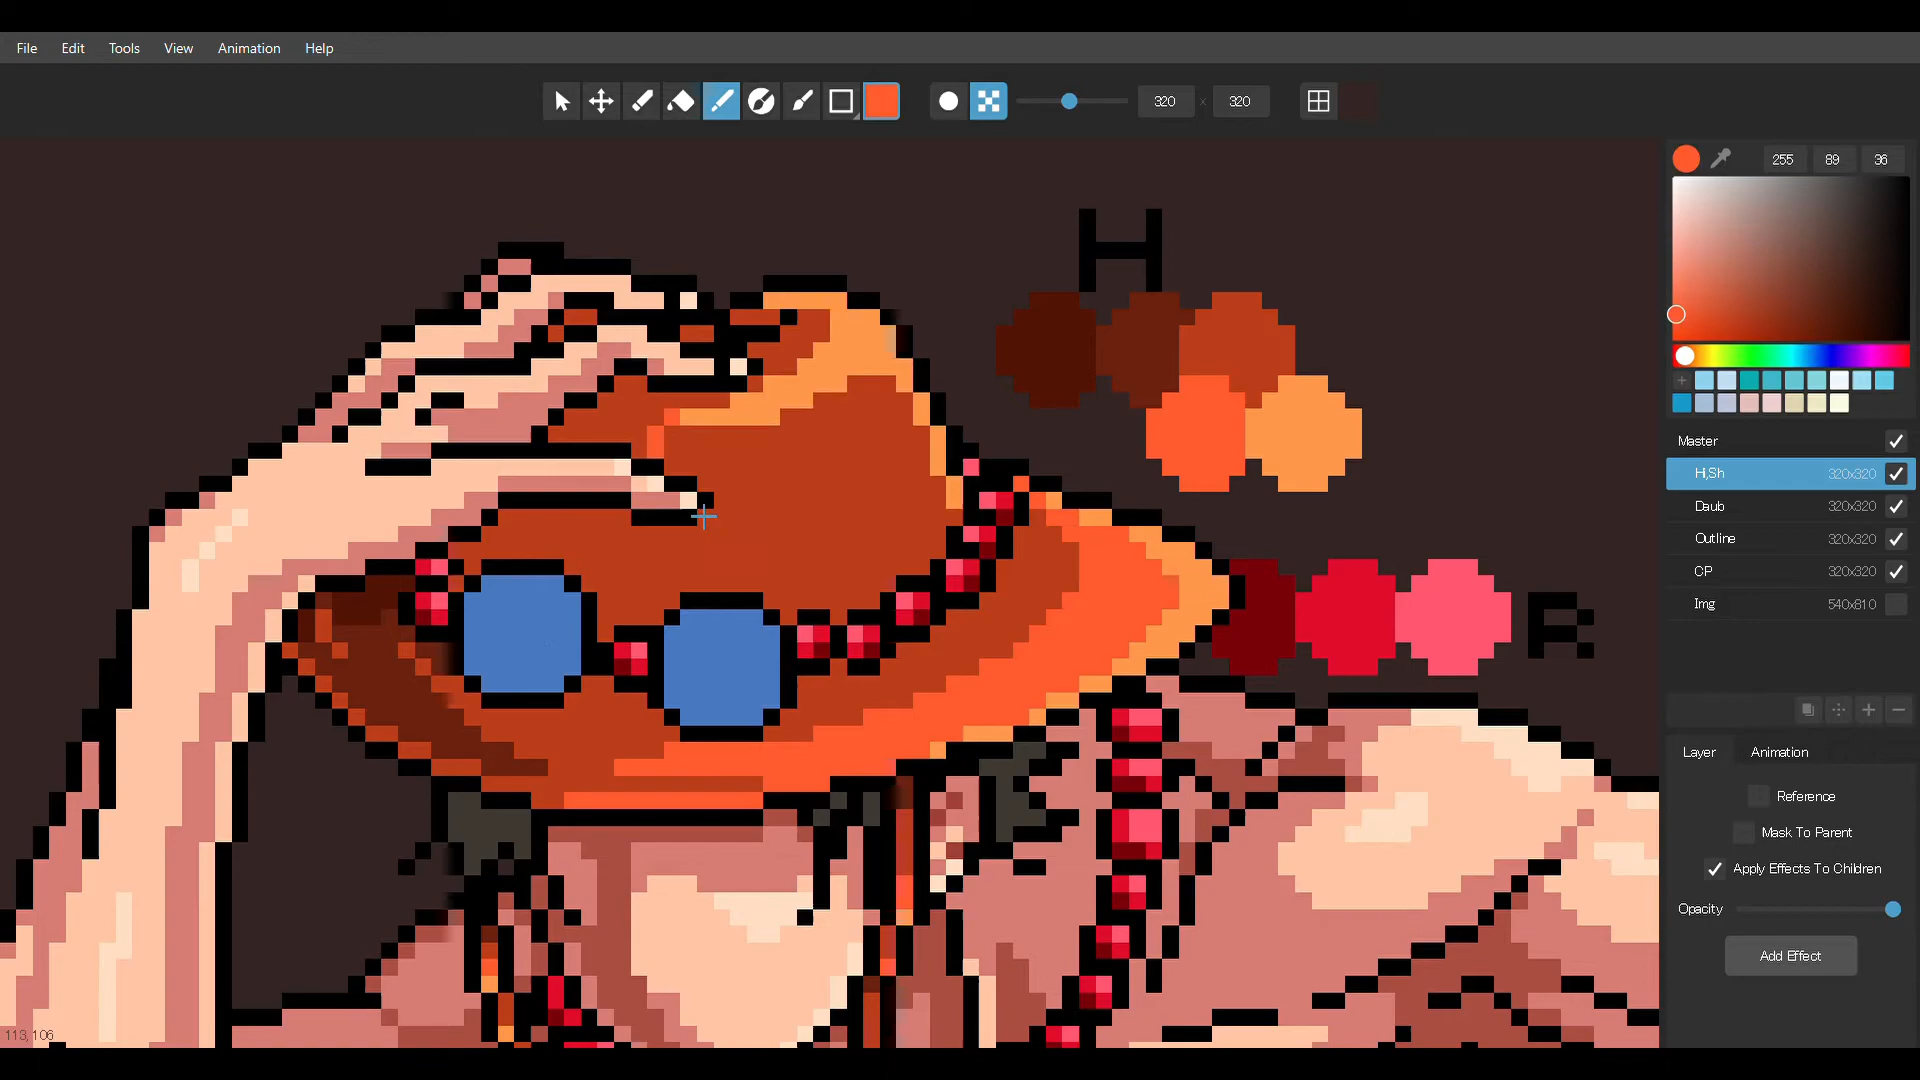 File Edit Tools View Animation Help
320 x 320
255 89 36
H
Master
Hi,Sh 320x320
Daub 320x320
Outline 320x320
CP 320x320
Img 540x810
R
Layer Animation
Reference
Mask To Parent
Apply Effects To Children
Opacity
Add Effect
113, 106